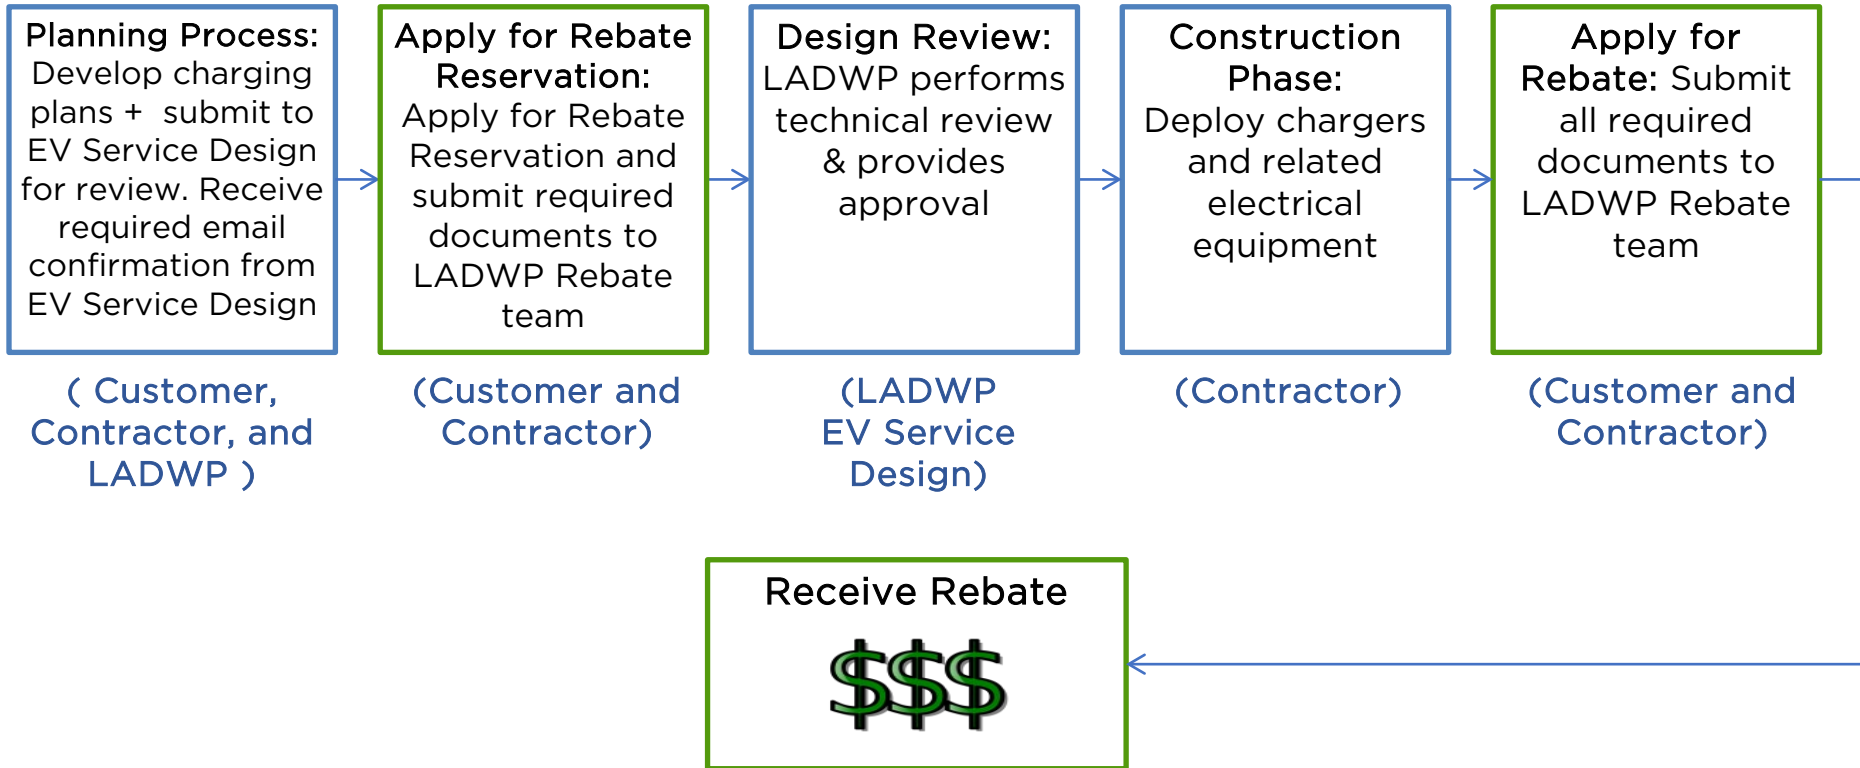 Planning Process:
Develop charging
plans + submit to
EV Service Design
for review. Receive
required email
confirmation from
EV Service Design
( Customer,
Contractor, and
LADWP )
Apply for Rebate
Reservation:
Apply for Rebate
Reservation and
submit required
documents to
LADWP Rebate
team
(Customer and
Contractor)
Design Review:
LADWP performs
technical review
& provides
approval
(LADWP
EV Service
Design)
Construction
Phase:
Deploy chargers
and related
electrical
equipment
(Contractor)
Apply for
Rebate: Submit
all required
documents to
LADWP Rebate
team
(Customer and
Contractor)
Receive Rebate
$$$